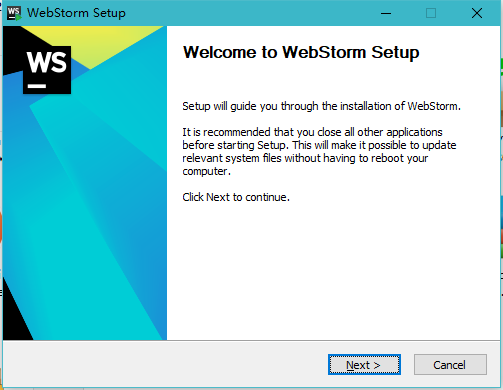 WebStorm Setup
WS
Welcome to WebStorm Setup
Setup will guide you through the installation of WebStorm.
It is recommended that you close all other applications
before starting Setup. This will make it possible to update
relevant system files without having to reboot your
computer.
Click Next to continue.
Next >
Cancel